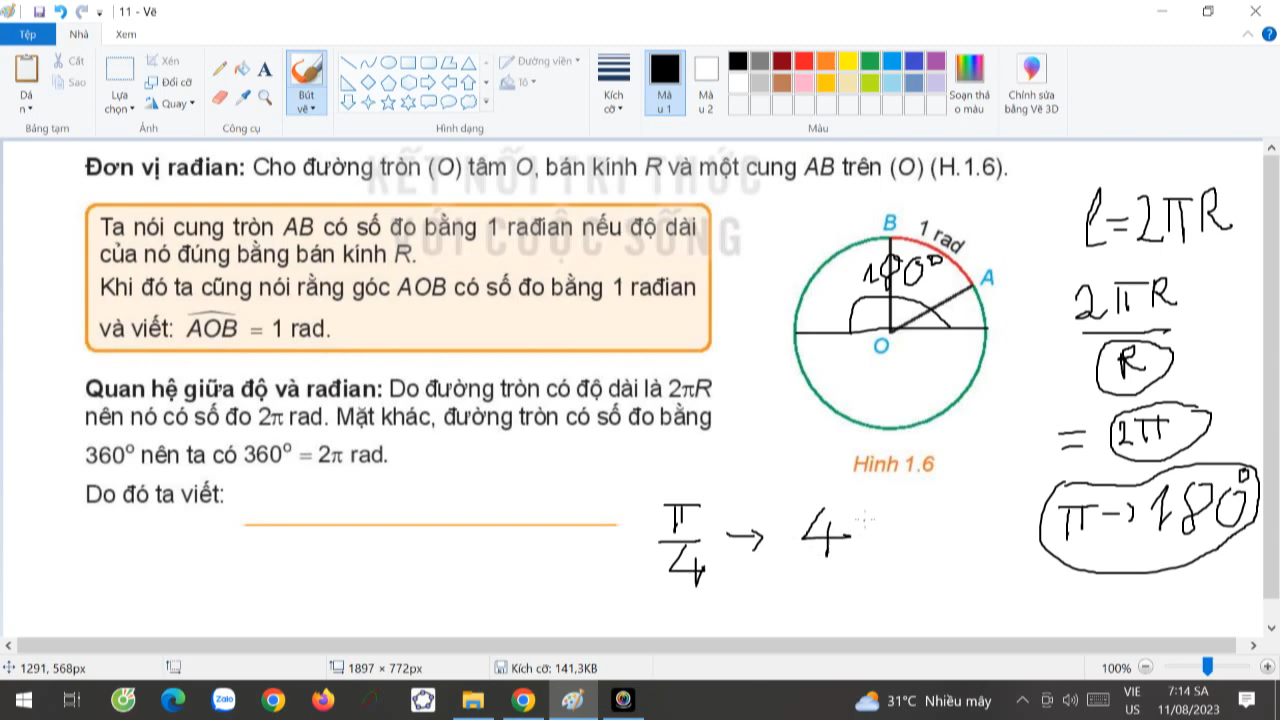 11 - Vẽ
Tệp
Nhà
Xem
Dán
Cắt
Sao
Bảng tạm
Lựa chọn
Xén
Đổi cỡ
Quay
Ảnh
A
Công cụ
Bút vẽ
Đường viền
Tô
Hình dạng
Kích cỡ
Màu 1
Màu 2
Soạn thảo màu
Màu
Chỉnh sửa bằng Vẽ 3D
KẾT NỐI TRI THỨC
CUỘC SỐNG
Đơn vị rađian: Cho đường tròn (O) tâm O, bán kính R và một cung AB trên (O) (H.1.6).
Ta nói cung tròn AB có số đo bằng 1 rađian nếu độ dài
của nó đúng bằng bán kính R.
Khi đó ta cũng nói rằng góc AOB có số đo bằng 1 rađian
và viết: AOB = 1 rad.
B
1 rad
A
180°
O
Hình 1.6
Quan hệ giữa độ và rađian: Do đường tròn có độ dài là 2πR
nên nó có số đo 2π rad. Mặt khác, đường tròn có số đo bằng
360° nên ta có 360° = 2π rad.
Do đó ta viết:
l = 2πR
2πR
R
= 2π
π → 180°
π/4 → 4
1291, 568px
1897 × 772px
Kích cỡ: 141,3KB
100%
Zalo
31°C Nhiều mây
VIE
US
7:14 SA
11/08/2023